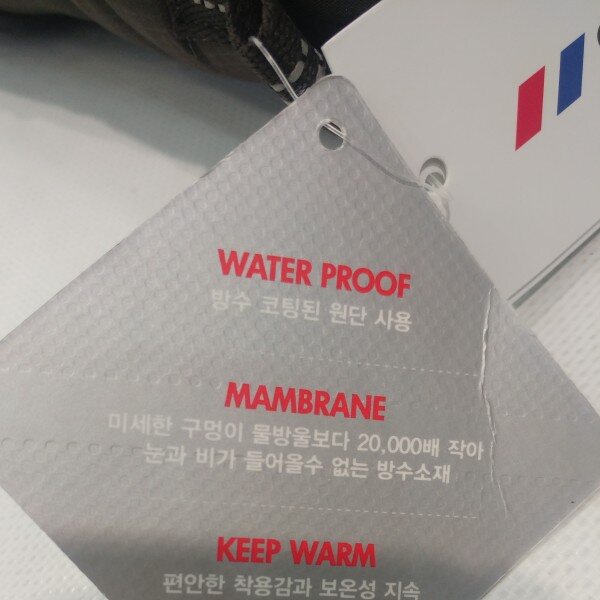 WATER PROOF
방수 코팅된 원단 사용
MAMBRANE
미세한 구멍이 물방울보다 20,000배 작아
눈과 비가 들어올수 없는 방수소재
KEEP WARM
편안한 착용감과 보온성 지속